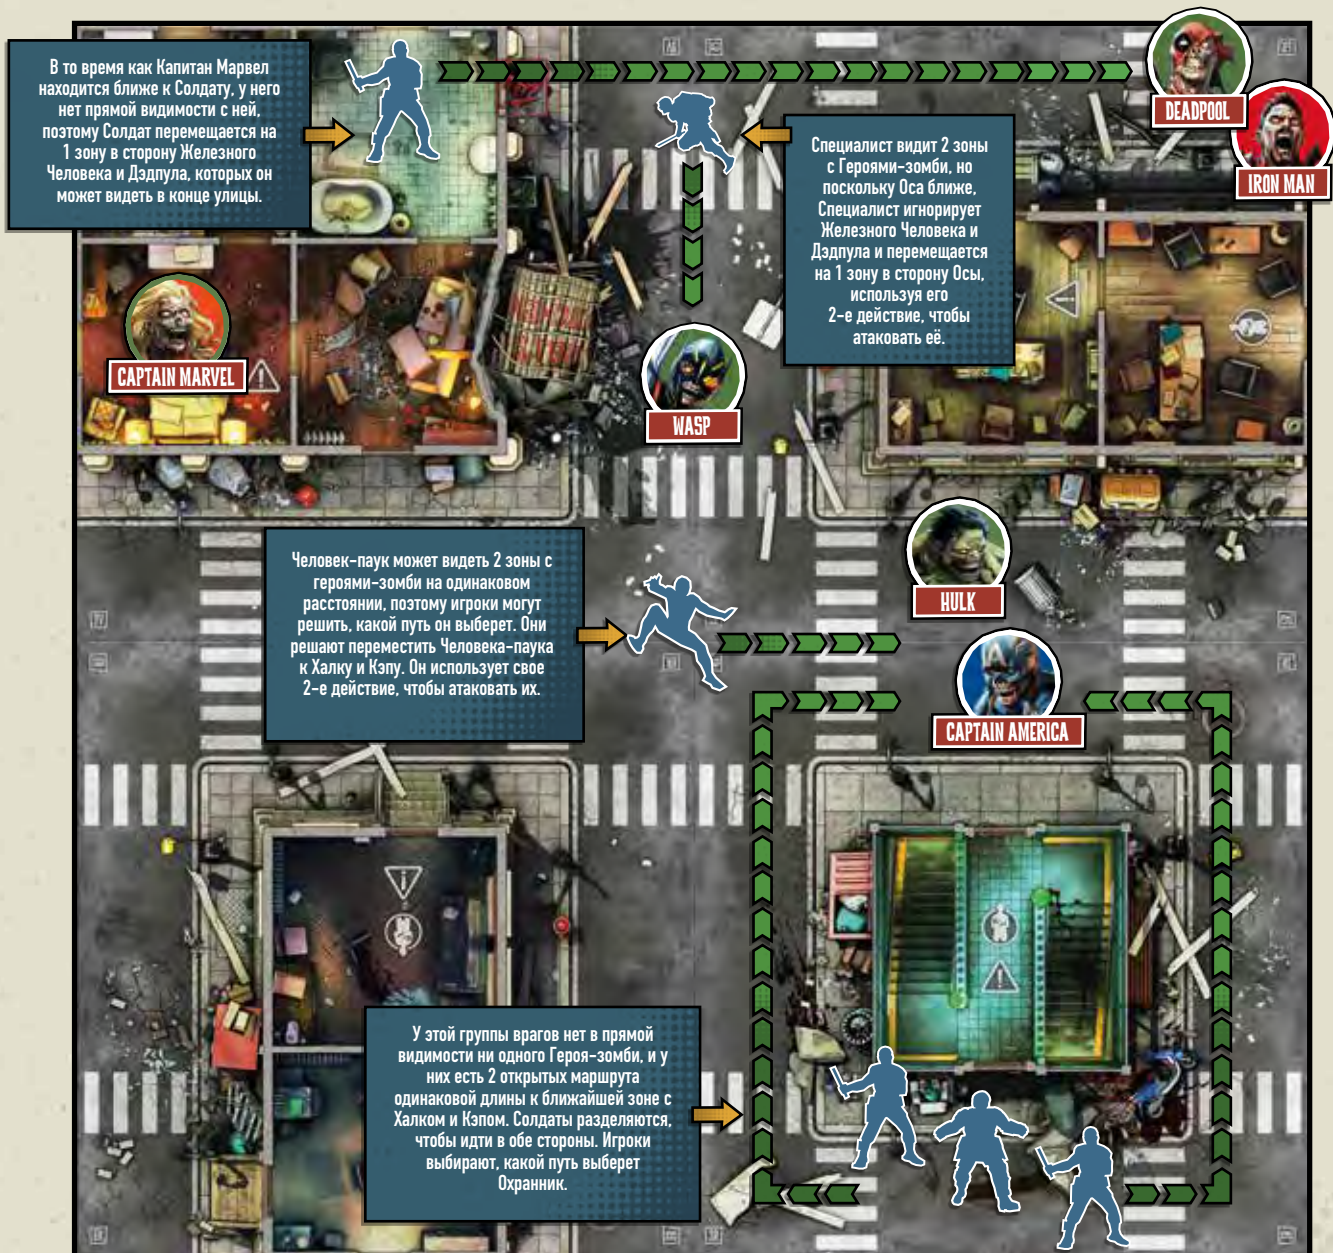 В то время как Капитан Марвел
находится ближе к Солдату, у него
нет прямой видимости с ней,
поэтому Солдат перемещается на
1 зону в сторону Железного
Человека и Дэдпула, которых он
может видеть в конце улицы.
DEADPOOL
IRON MAN
Специалист видит 2 зоны
с Героями-зомби, но
поскольку Оса ближе,
Специалист игнорирует
Железного Человека и
Дэдпула и перемещается
на 1 зону в сторону Осы,
используя его
2-е действие, чтобы
атаковать её.
CAPTAIN MARVEL
WASP
Человек-паук может видеть 2 зоны с
героями-зомби на одинаковом
расстоянии, поэтому игроки могут
решить, какой путь он выберет. Они
решают переместить Человека-паука
к Халку и Кэпу. Он использует свое
2-е действие, чтобы атаковать их.
HULK
CAPTAIN AMERICA
У этой группы врагов нет в прямой
видимости ни одного Героя-зомби, и у
них есть 2 открытых маршрута
одинаковой длины к ближайшей зоне с
Халком и Кэпом. Солдаты разделяются,
чтобы идти в обе стороны. Игроки
выбирают, какой путь выберет
Охранник.